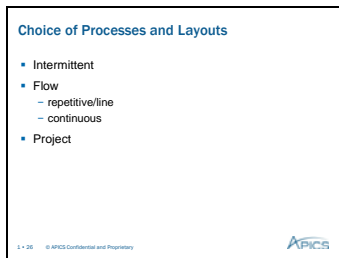 Choice of Processes and Layouts
▪ Intermittent
▪ Flow
– repetitive/line
– continuous
▪ Project
1 • 26 © APICS Confidential and Proprietary
APICS